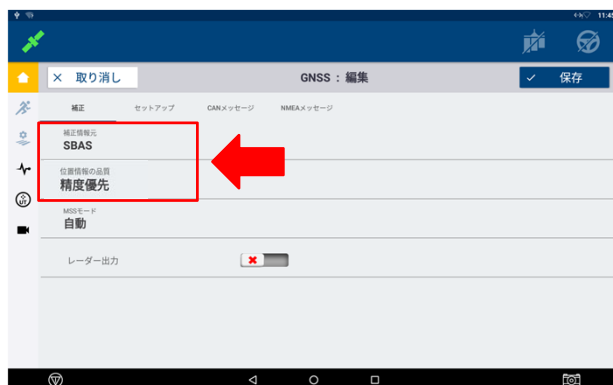 11:45
取り消し
GNSS：編集
保存
補正
セットアップ
CANメッセージ
NMEAメッセージ
補正情報元
SBAS
位置情報の品質
精度優先
MSSモード
自動
レーダー出力
UT